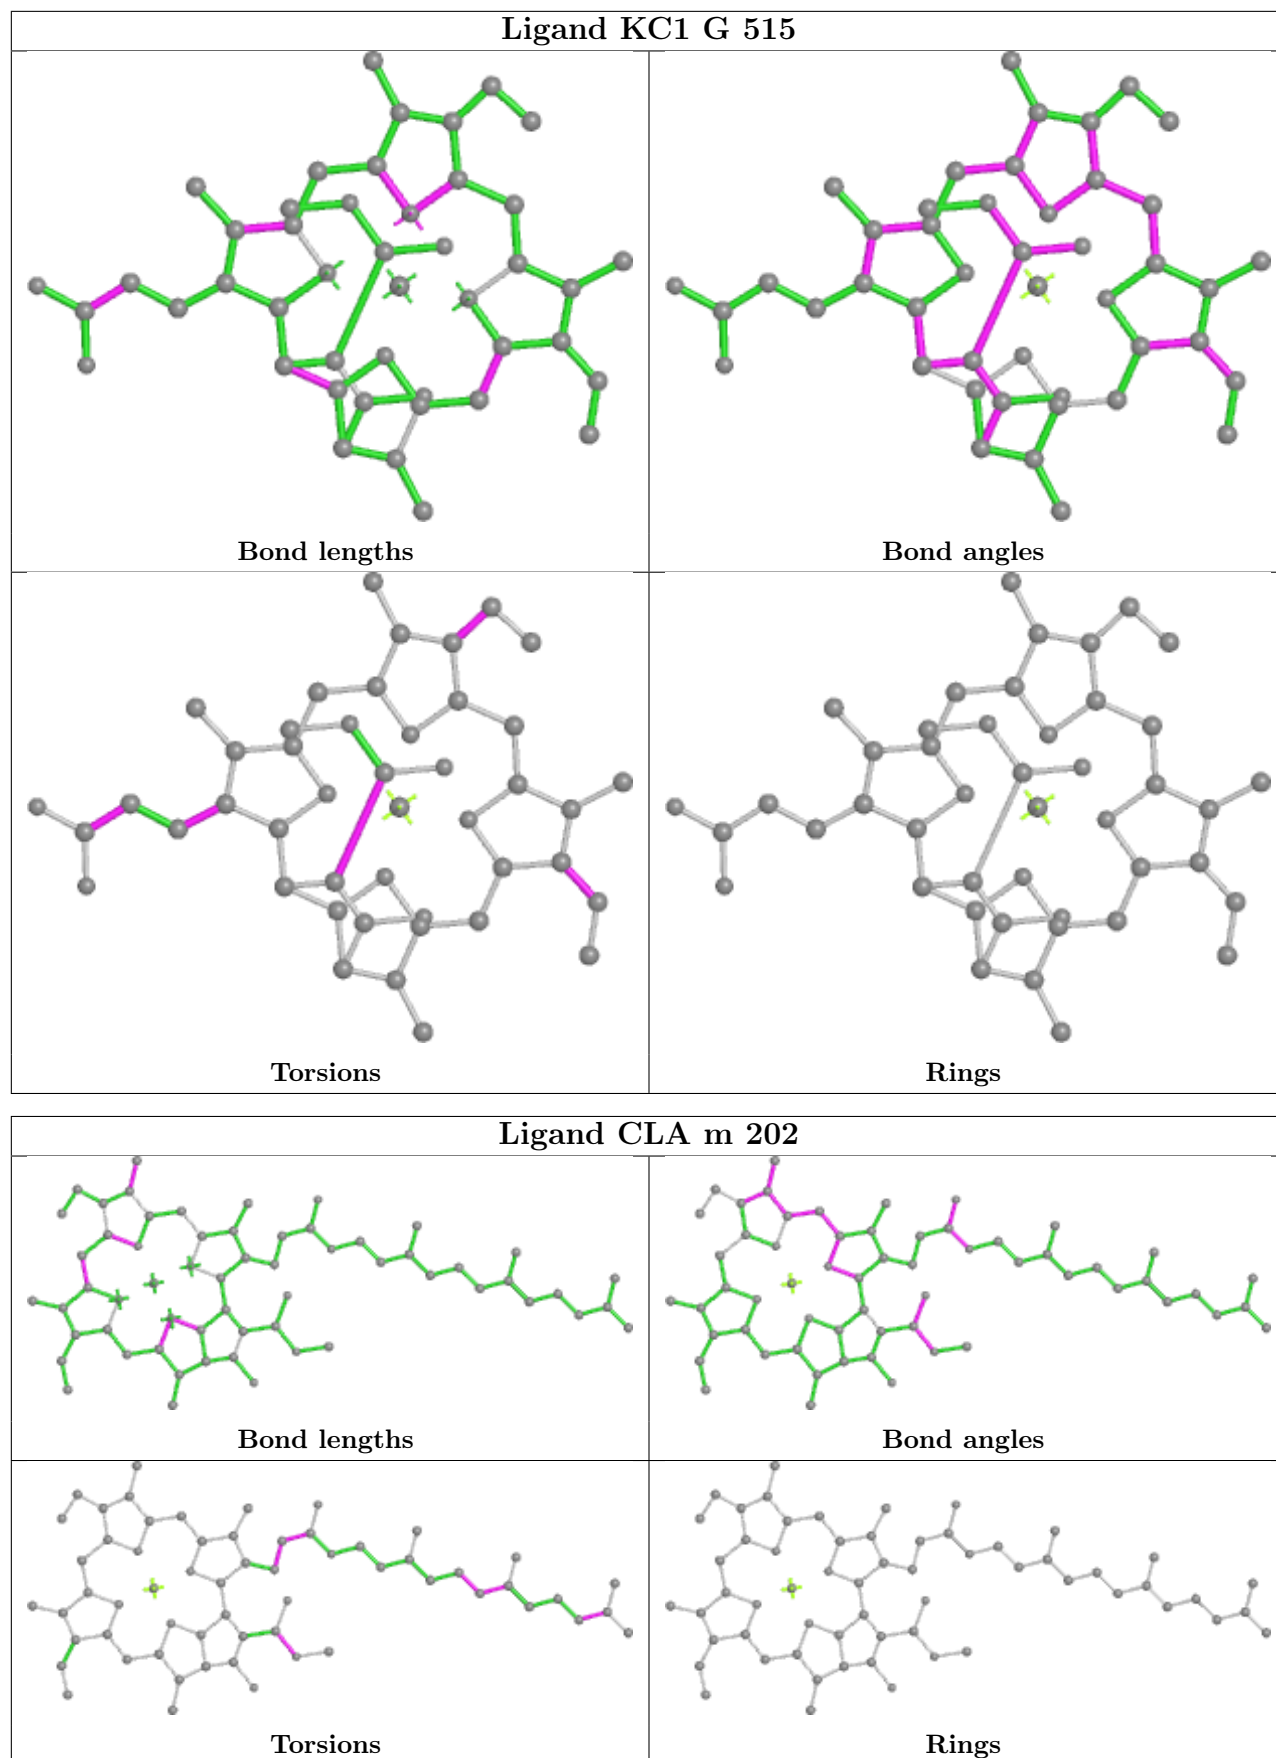 Ligand KC1 G 515
Bond lengths
Bond angles
Torsions
Rings
Ligand CLA m 202
Bond lengths
Bond angles
Torsions
Rings